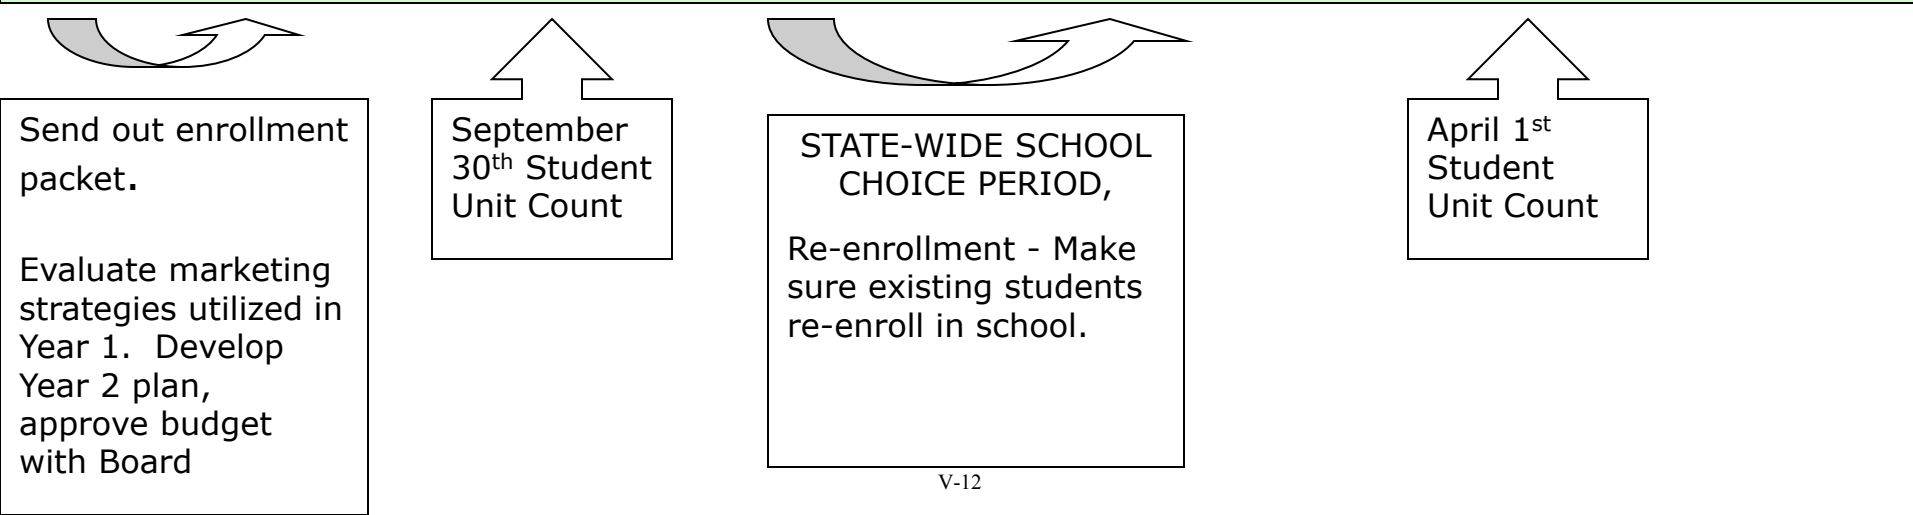 Send out enrollment
packet.
Evaluate marketing
strategies utilized in
Year 1.  Develop
Year 2 plan,
approve budget
with Board
September
30th Student
Unit Count
STATE-WIDE SCHOOL
CHOICE PERIOD,
Re-enrollment - Make
sure existing students
re-enroll in school.
April 1st
Student
Unit Count
V-12